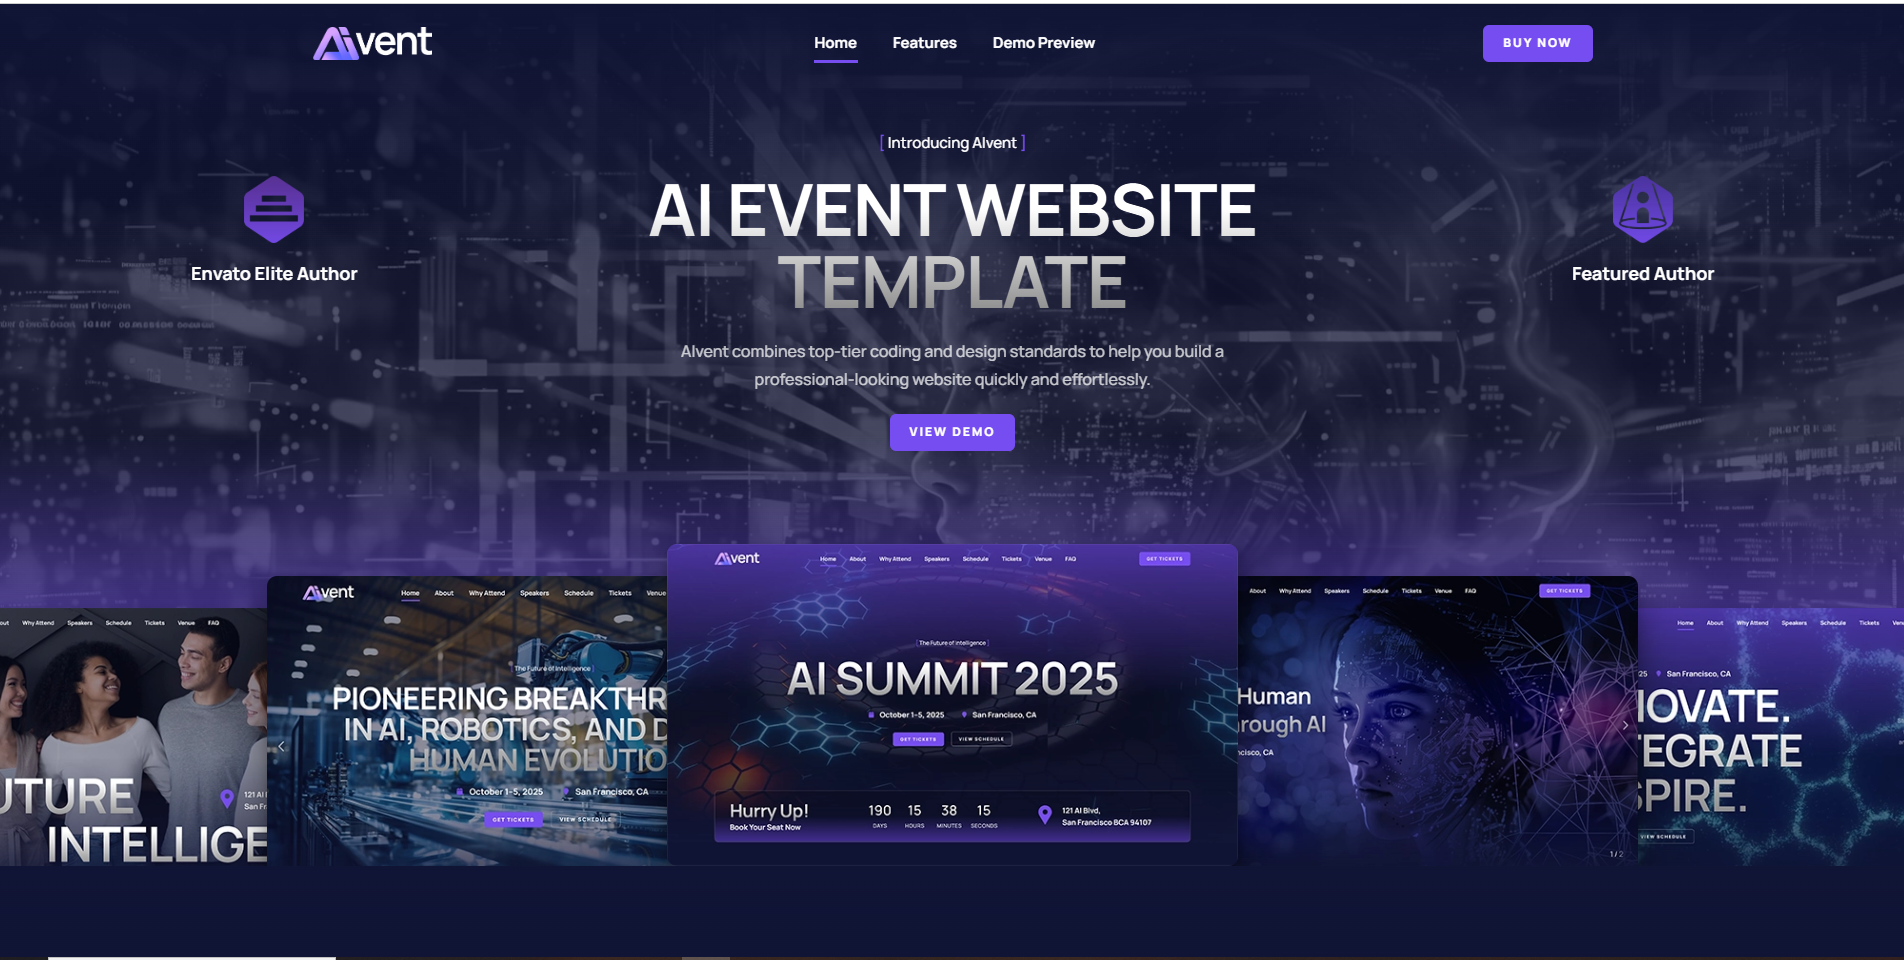 Aivent
Home
Features
Demo Preview
BUY NOW
[ Introducing AIvent ]
AI EVENT WEBSITE
TEMPLATE
Envato Elite Author
Featured Author
AIvent combines top-tier coding and design standards to help you build a
professional-looking website quickly and effortlessly.
VIEW DEMO
out Why Attend Speakers Schedule Tickets Venue FAQ
UTURE
INTELLIGE
121 AI
San Fr
Aivent
Home About Why Attend Speakers Schedule Tickets Venue
[ The Future of Intelligence ]
PIONEERING BREAKTHR
IN AI, ROBOTICS, AND D
HUMAN EVOLUTIO
October 1–5, 2025 San Francisco, CA
GET TICKETS VIEW SCHEDULE
Aivent
Home About Why Attend Speakers Schedule Tickets Venue FAQ
GET TICKETS
[ The Future of Intelligence ]
AI SUMMIT 2025
October 1–5, 2025 San Francisco, CA
GET TICKETS VIEW SCHEDULE
Hurry Up!
Book Your Seat Now
190 15 38 15
DAYS HOURS MINUTES SECONDS
121 AI Blvd,
San Francisco BCA 94107
About Why Attend Speakers Schedule Tickets Venue FAQ
GET TICKETS
Human
rough AI
ncisco, CA
1 / 2
Home About Why Attend Speakers Schedule Tickets Ven
25 San Francisco, CA
NOVATE.
TEGRATE
SPIRE.
VIEW SCHEDULE